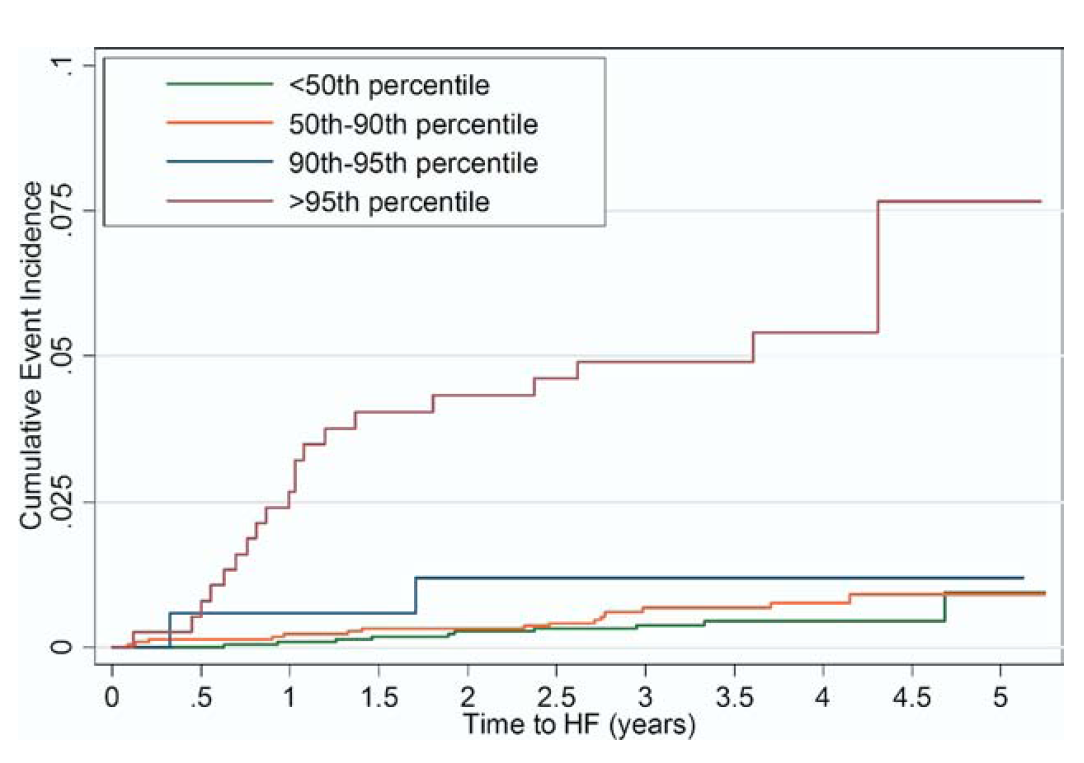 .1
<50th percentile
50th-90th percentile
90th-95th percentile
>95th percentile
.075
.05
.025
0
Cumulative Event Incidence
0 .5 1 1.5 2 2.5 3 3.5 4 4.5 5
Time to HF (years)